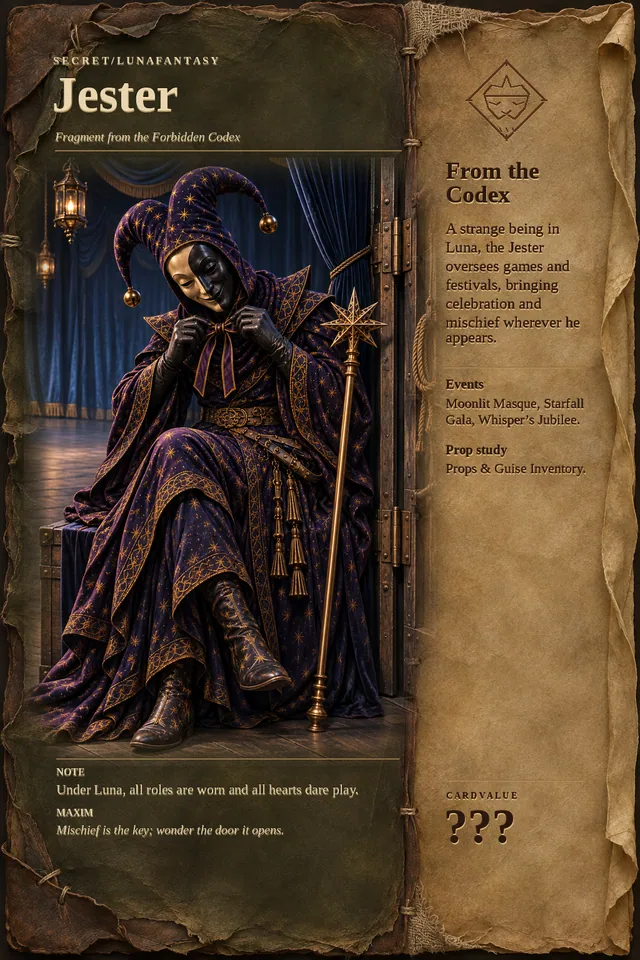 SECRET/LUNAFANTASY
Jester
Fragment from the Forbidden Codex
NOTE
Under Luna, all roles are worn and all hearts dare play.
MAXIM
Mischief is the key; wonder the door it opens.
From the
Codex
A strange being in
Luna, the Jester
oversees games and
festivals, bringing
celebration and
mischief wherever he
appears.
Events
Moonlit Masque, Starfall
Gala, Whisper's Jubilee.
Prop study
Props & Guise Inventory.
CARDVALUE
???